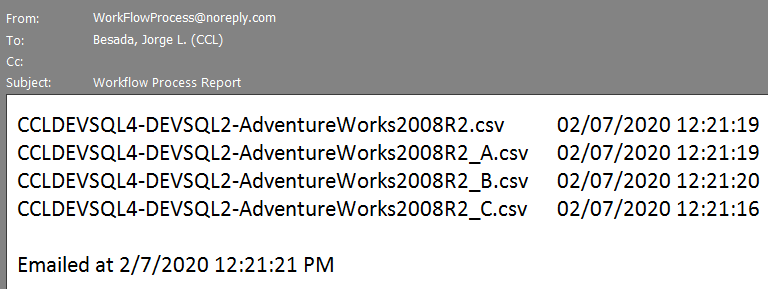 From: WorkFlowProcess@noreply.com
To: Besada, Jorge L. (CCL)
Cc:
Subject: Workflow Process Report
CCLDEVSQL4-DEVSQL2-AdventureWorks2008R2.csv 02/07/2020 12:21:19
CCLDEVSQL4-DEVSQL2-AdventureWorks2008R2_A.csv 02/07/2020 12:21:19
CCLDEVSQL4-DEVSQL2-AdventureWorks2008R2_B.csv 02/07/2020 12:21:20
CCLDEVSQL4-DEVSQL2-AdventureWorks2008R2_C.csv 02/07/2020 12:21:16
Emailed at 2/7/2020 12:21:21 PM